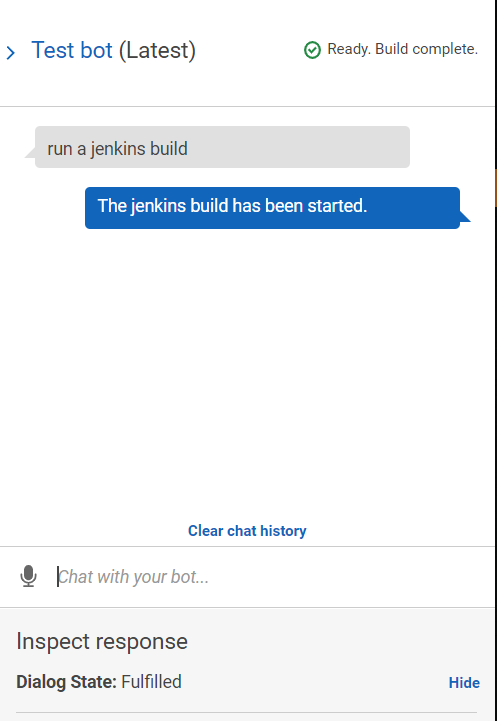 Test bot (Latest)
Ready. Build complete.
run a jenkins build
The jenkins build has been started.
Clear chat history
Chat with your bot...
Inspect response
Dialog State: Fulfilled
Hide